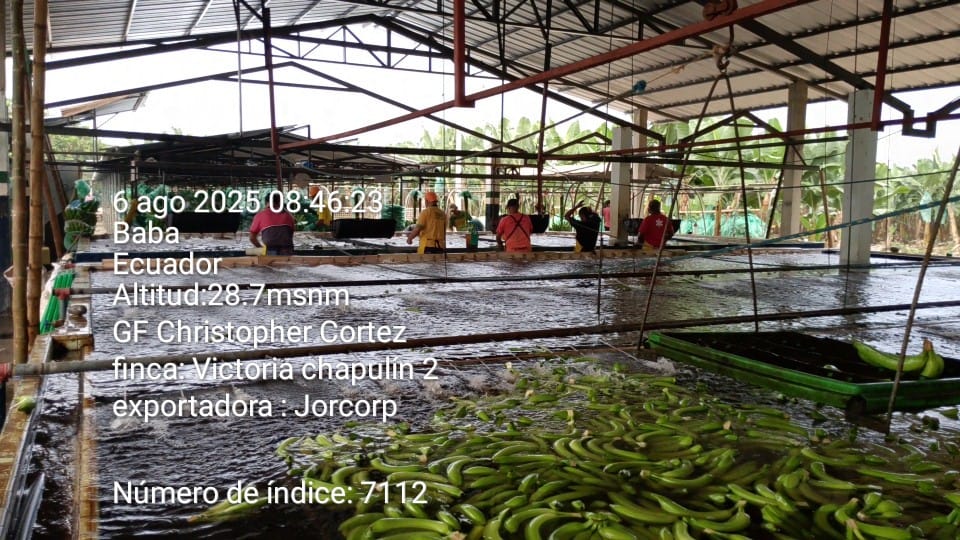 6 ago 2025 08:46:23
Baba
Ecuador
Altitud:28.7msnm
GF Christopher Cortez
finca: Victoria chapulin 2
exportadora : Jorcorp
Número de índice: 7112